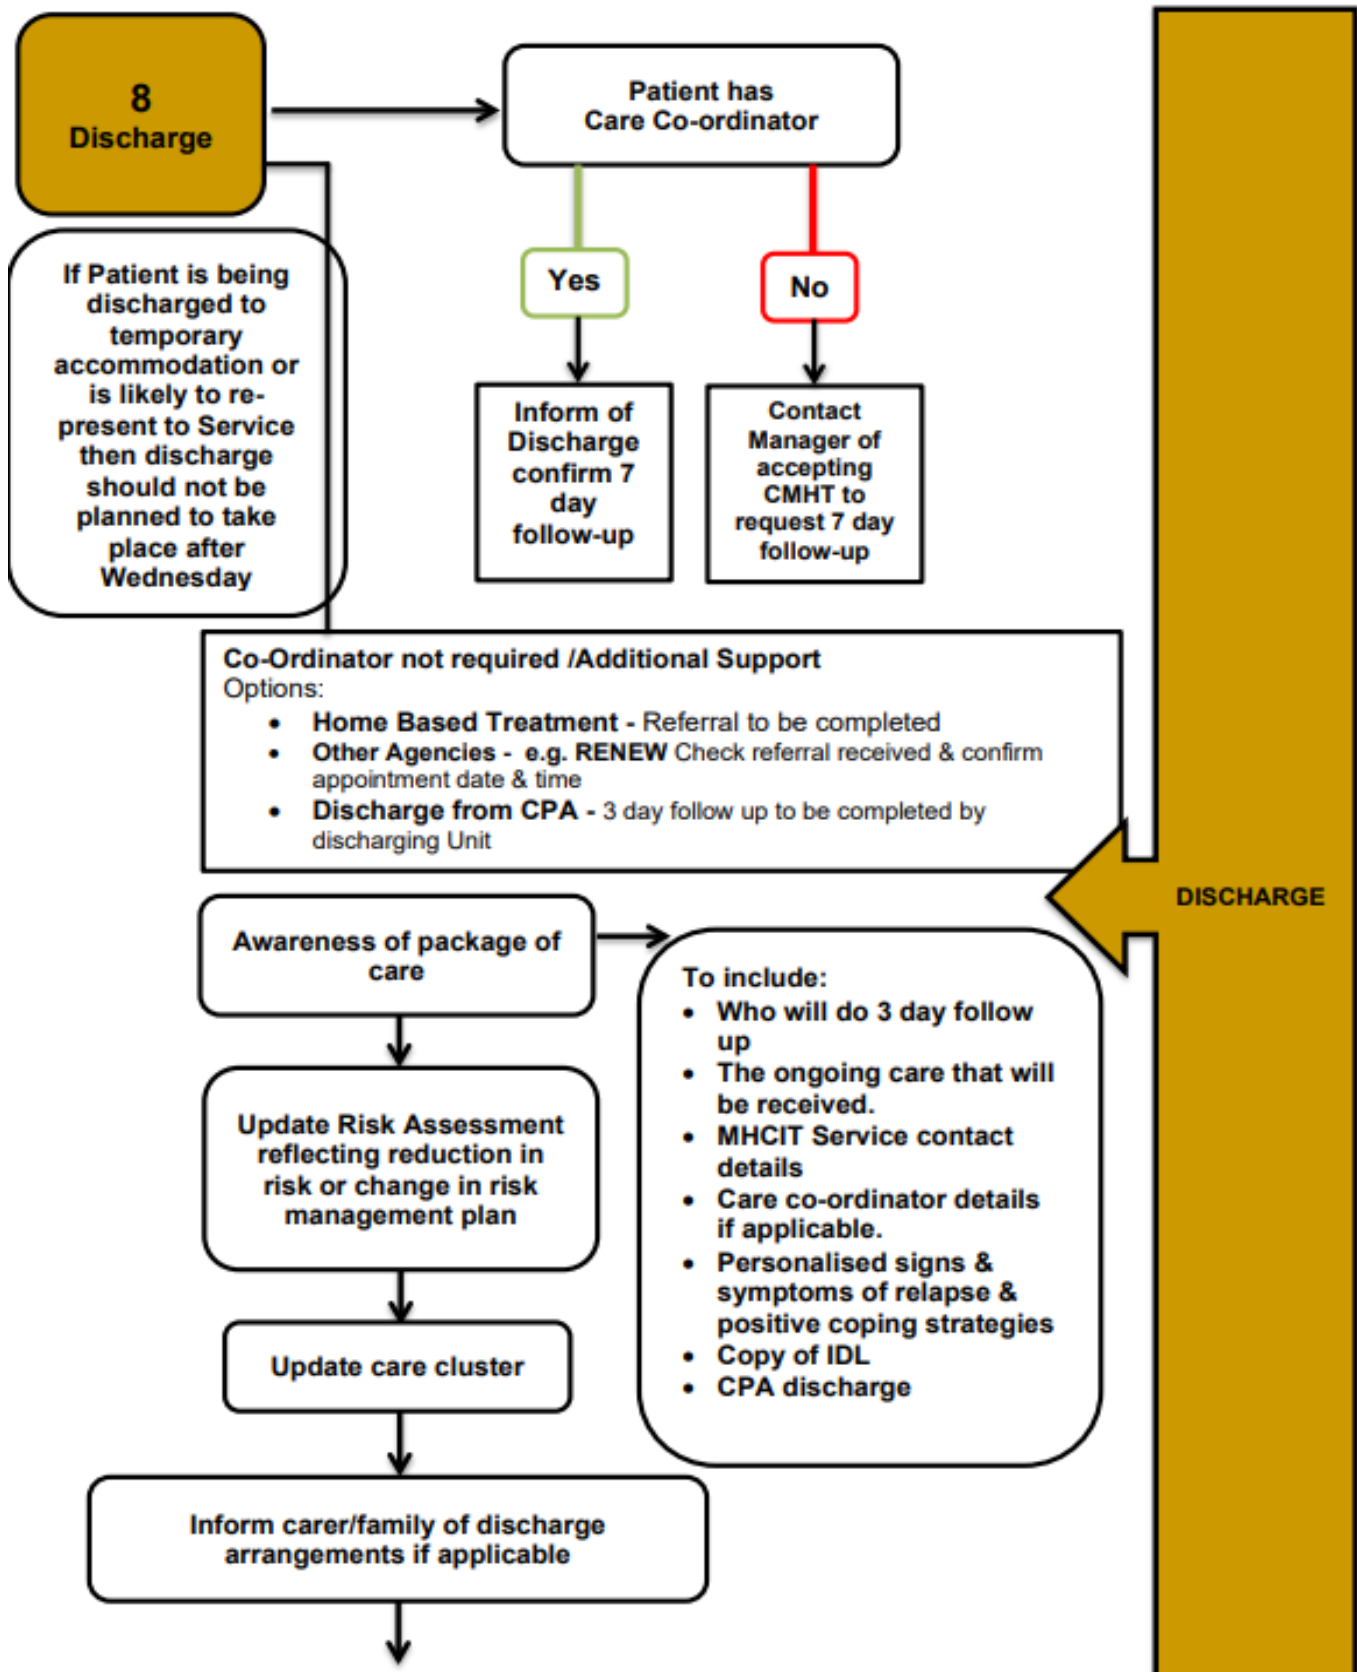 8
Discharge
Patient has
Care Co-ordinator
If Patient is being
discharged to
temporary
accommodation or
is likely to re-
present to Service
then discharge
should not be
planned to take
place after
Wednesday
Yes
No
Inform of
Discharge
confirm 7
day
follow-up
Contact
Manager of
accepting
CMHT to
request 7 day
follow-up
Co-Ordinator not required /Additional Support
Options:
• Home Based Treatment - Referral to be completed
• Other Agencies - e.g. RENEW Check referral received & confirm
appointment date & time
• Discharge from CPA - 3 day follow up to be completed by
discharging Unit
DISCHARGE
Awareness of package of
care
To include:
• Who will do 3 day follow
up
• The ongoing care that will
be received.
• MHCIT Service contact
details
• Care co-ordinator details
if applicable.
• Personalised signs &
symptoms of relapse &
positive coping strategies
• Copy of IDL
• CPA discharge
Update Risk Assessment
reflecting reduction in
risk or change in risk
management plan
Update care cluster
Inform carer/family of discharge
arrangements if applicable